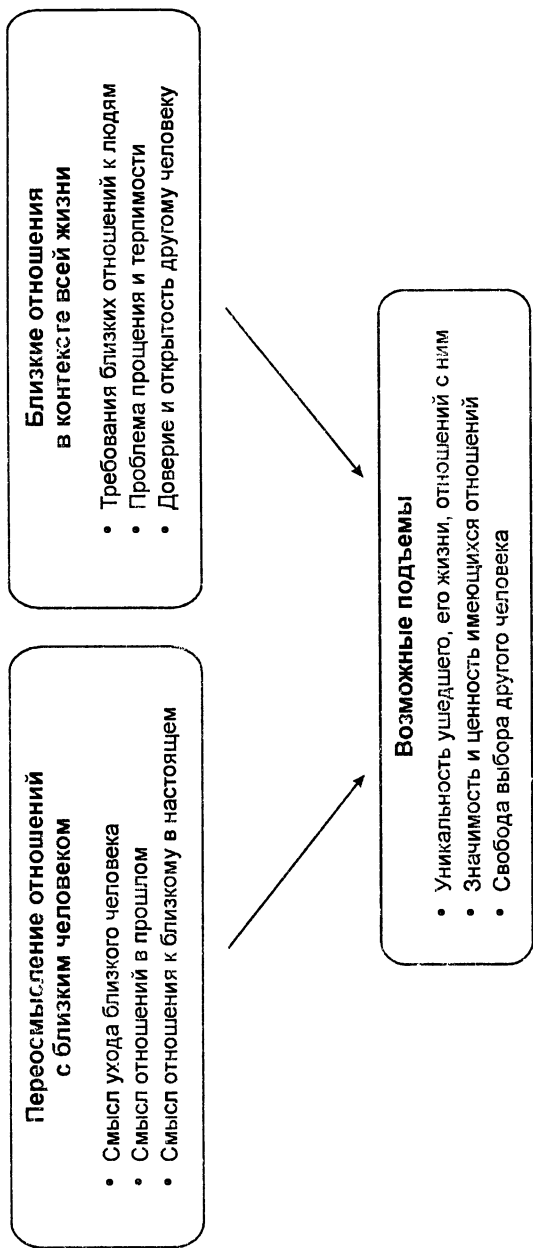 Переосмысление отношений
с близким человеком
• Смысл ухода близкого человека
• Смысл отношений в прошлом
• Смысл отношения к близкому в настоящем
Близкие отношения
в контексте всей жизни
• Требования близких отношений к людям
• Проблема прощения и терпимости
• Доверие и открытость другому человеку
Возможные подъемы
• Уникальность ушедшего, его жизни, отношений с ним
• Значимость и ценность имеющихся отношений
• Свобода выбора другого человека